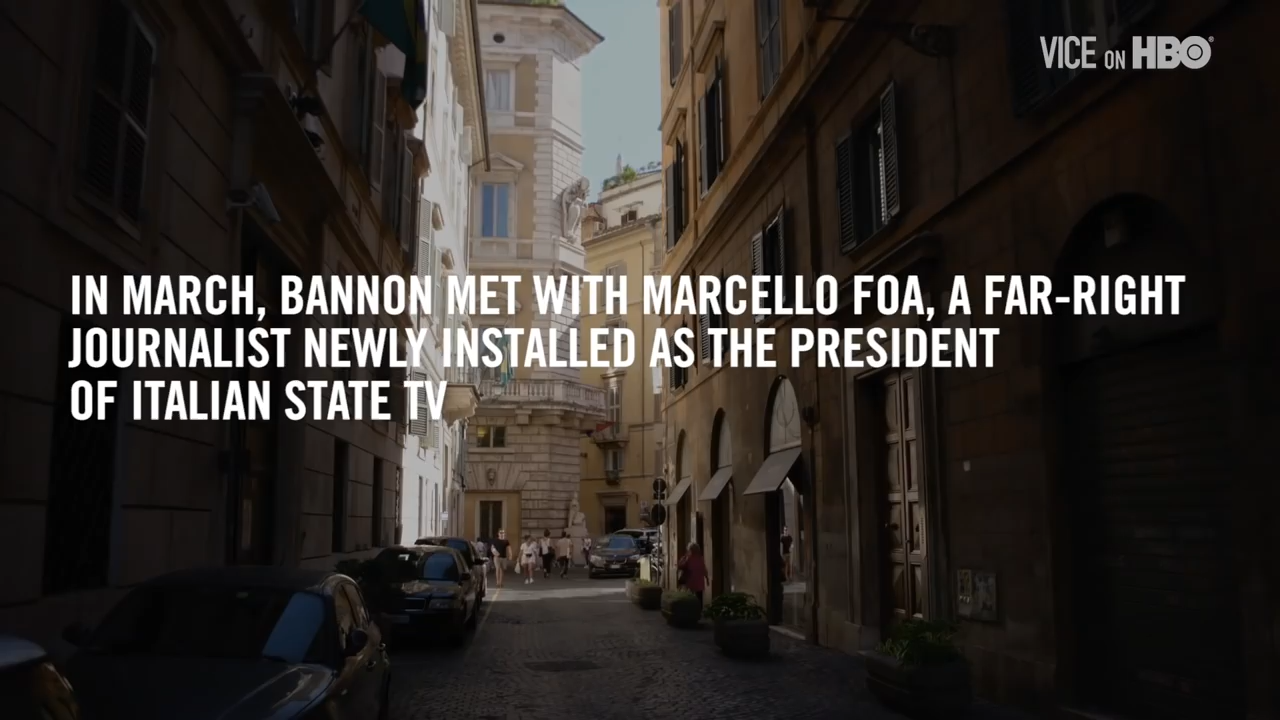 VICE ON HBO®
IN MARCH, BANNON MET WITH MARCELLO FOA, A FAR-RIGHT
JOURNALIST NEWLY INSTALLED AS THE PRESIDENT
OF ITALIAN STATE TV